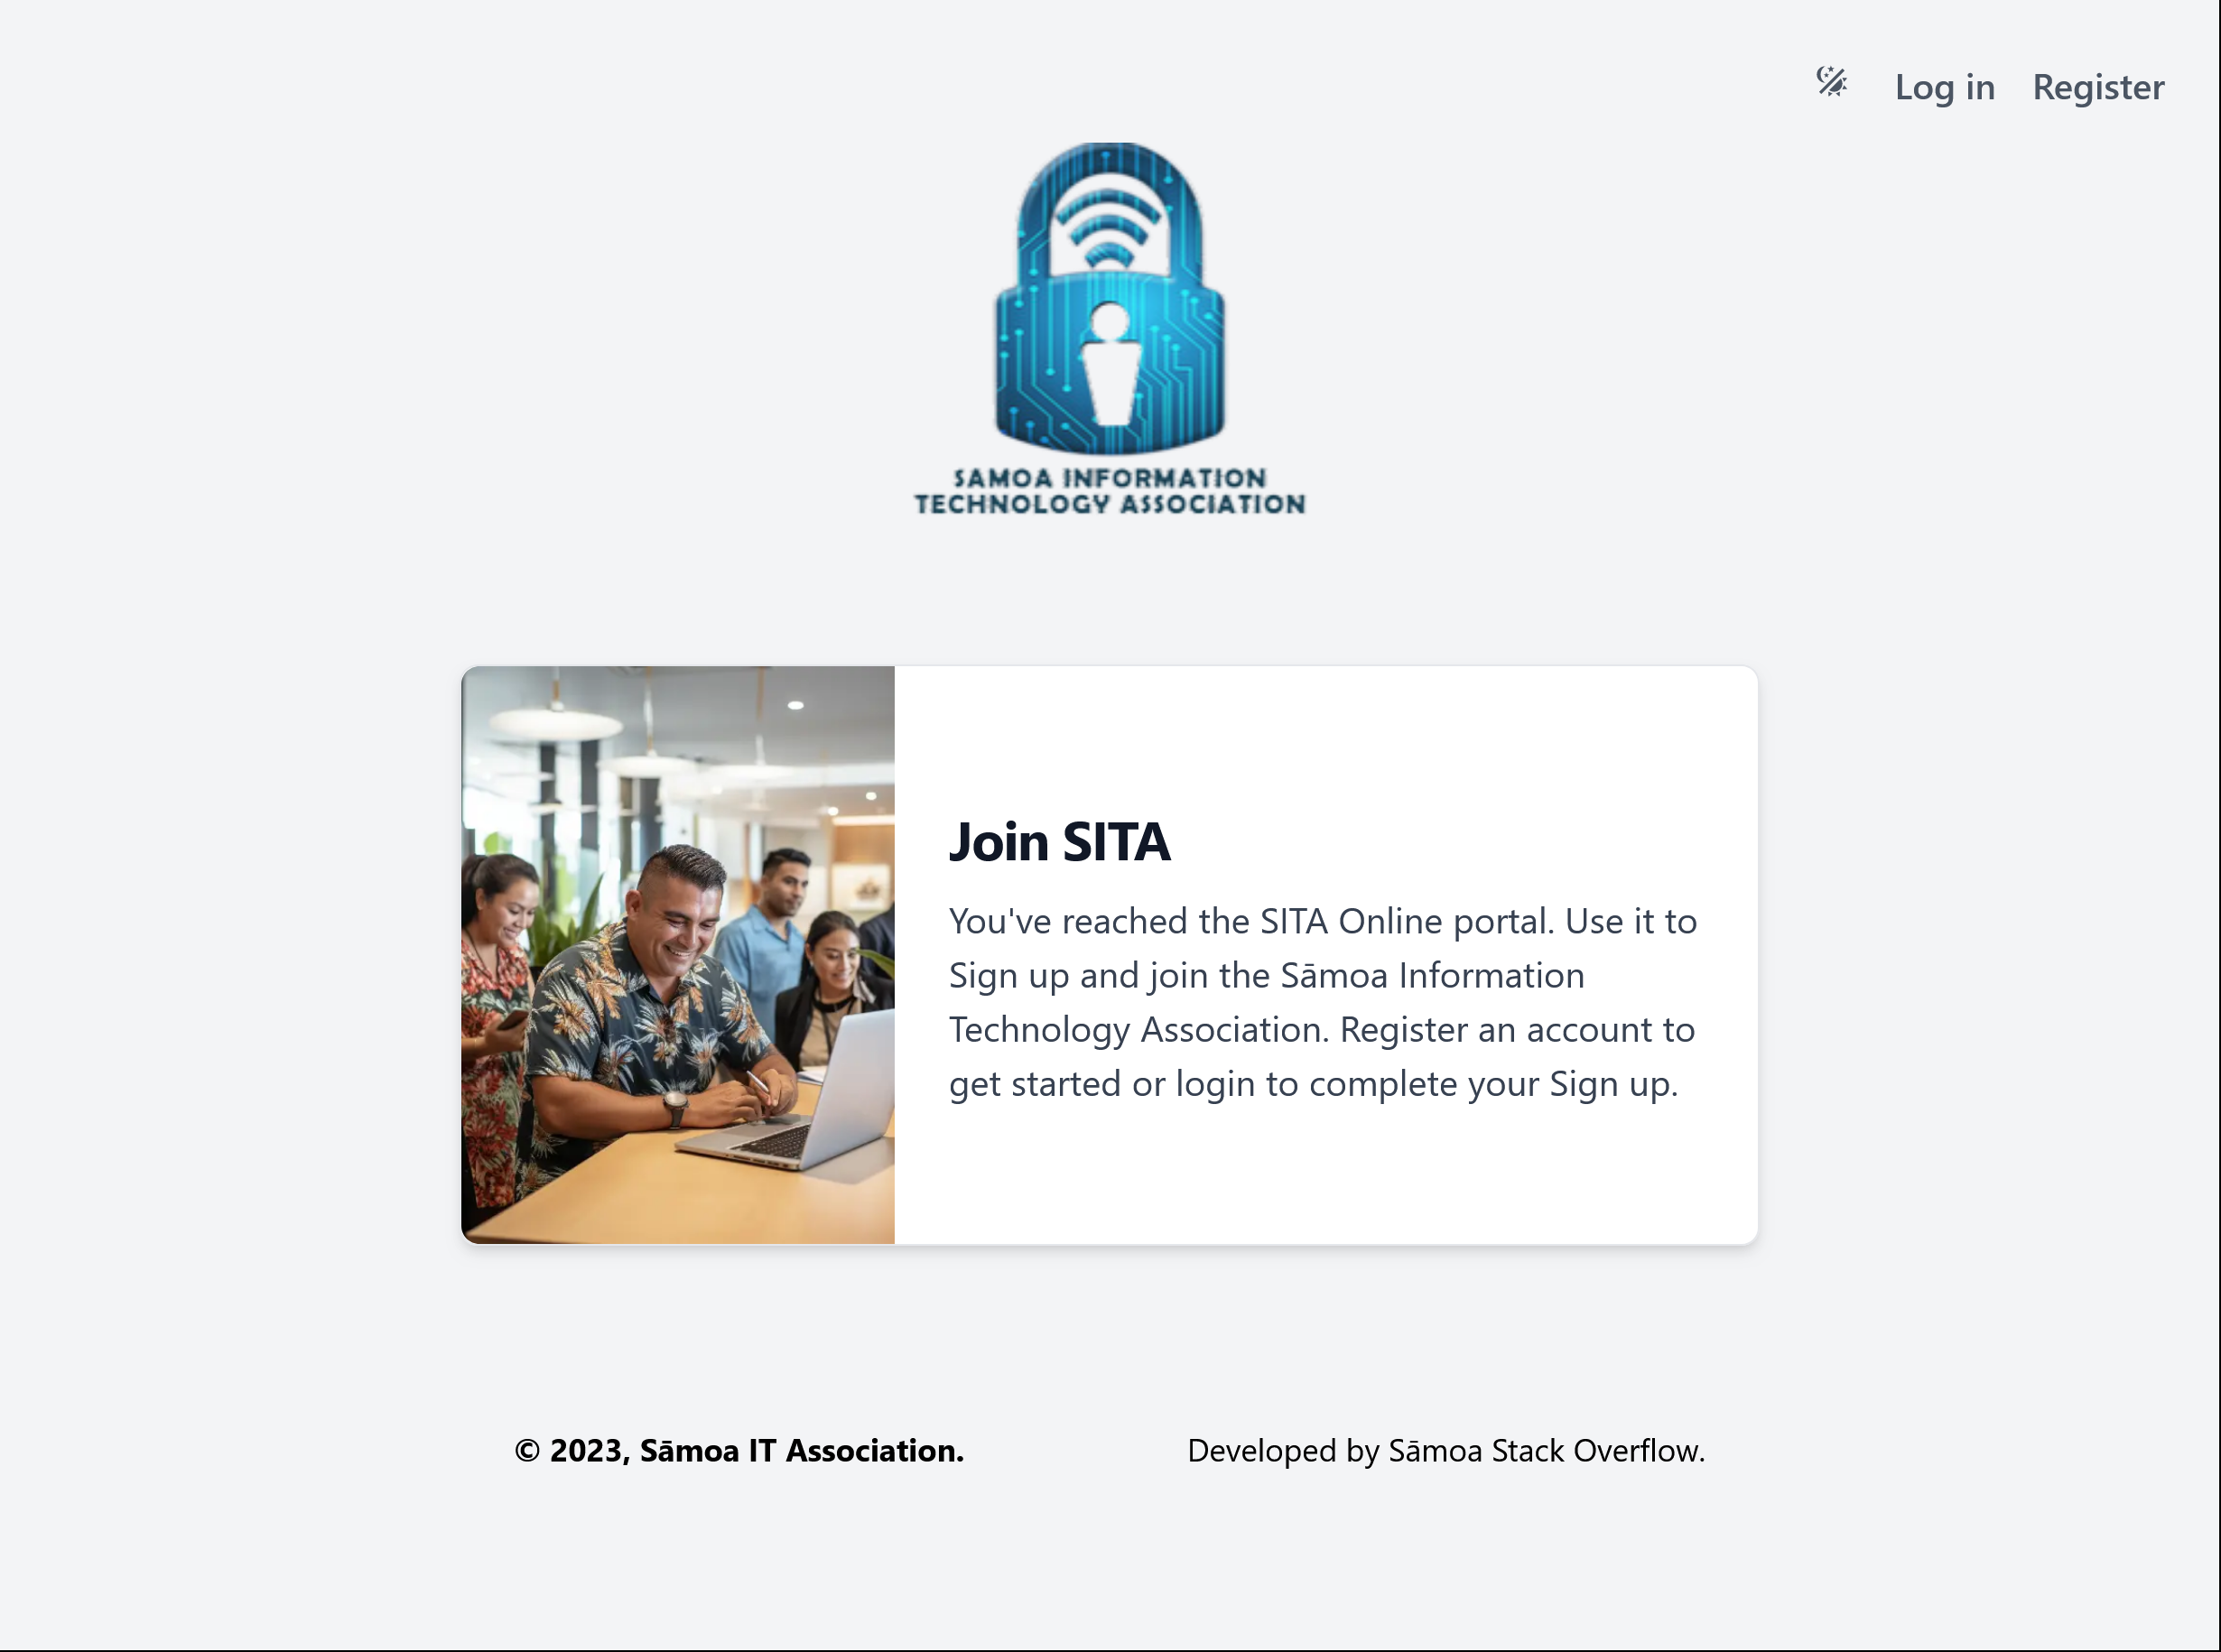 Log in Register
SAMOA INFORMATION
TECHNOLOGY ASSOCIATION
Join SITA
You've reached the SITA Online portal. Use it to
Sign up and join the Sāmoa Information
Technology Association. Register an account to
get started or login to complete your Sign up.
© 2023, Sāmoa IT Association.
Developed by Sāmoa Stack Overflow.